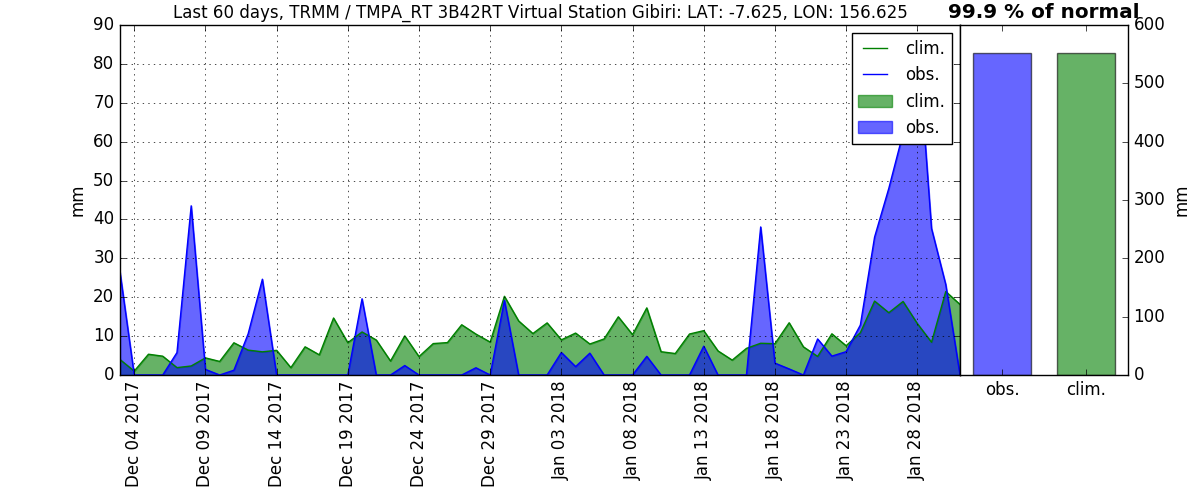 Last 60 days, TRMM / TMPA_RT 3B42RT Virtual Station Gibiri: LAT: -7.625, LON: 156.625
99.9 % of normal
90
80
70
60
50
40
30
20
10
0
mm
clim.
obs.
clim.
obs.
Dec 04 2017
Dec 09 2017
Dec 14 2017
Dec 19 2017
Dec 24 2017
Dec 29 2017
Jan 03 2018
Jan 08 2018
Jan 13 2018
Jan 18 2018
Jan 23 2018
Jan 28 2018
600
500
400
300
200
100
0
mm
obs.
clim.